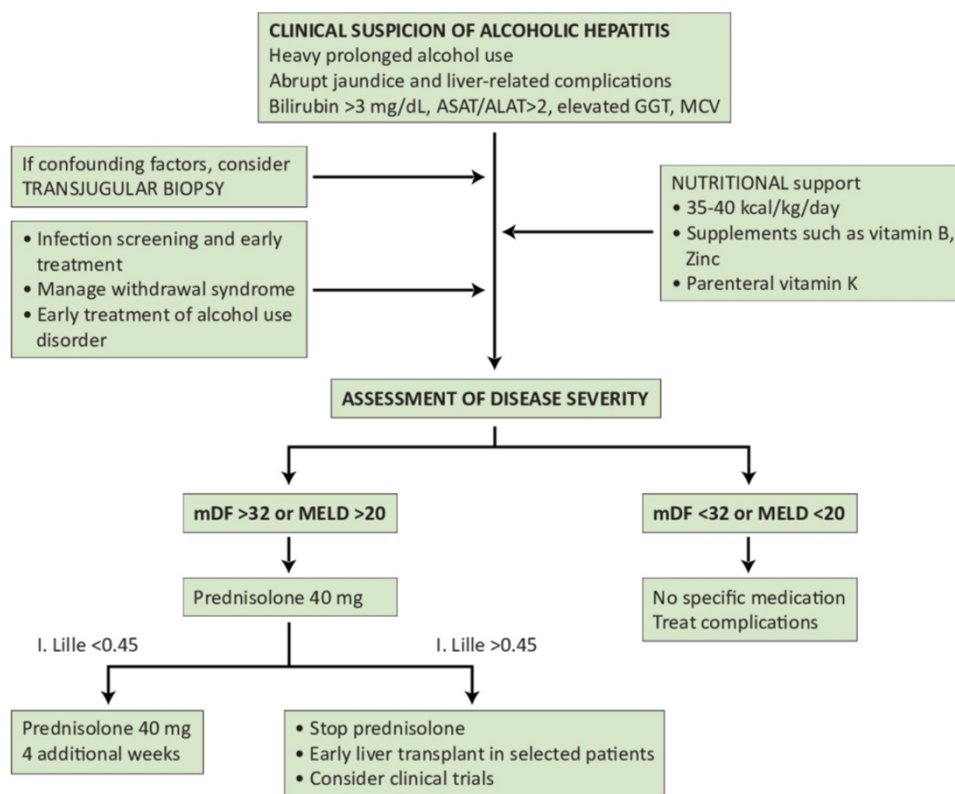 CLINICAL SUSPICION OF ALCOHOLIC HEPATITIS
Heavy prolonged alcohol use
Abrupt jaundice and liver-related complications
Bilirubin >3 mg/dL, ASAT/ALAT>2, elevated GGT, MCV
If confounding factors, consider
TRANSJUGULAR BIOPSY
NUTRITIONAL support
• 35-40 kcal/kg/day
• Supplements such as vitamin B,
Zinc
• Parenteral vitamin K
• Infection screening and early
treatment
• Manage withdrawal syndrome
• Early treatment of alcohol use
disorder
ASSESSMENT OF DISEASE SEVERITY
mDF >32 or MELD >20
mDF <32 or MELD <20
Prednisolone 40 mg
No specific medication
Treat complications
I. Lille <0.45
I. Lille >0.45
Prednisolone 40 mg
4 additional weeks
• Stop prednisolone
• Early liver transplant in selected patients
• Consider clinical trials